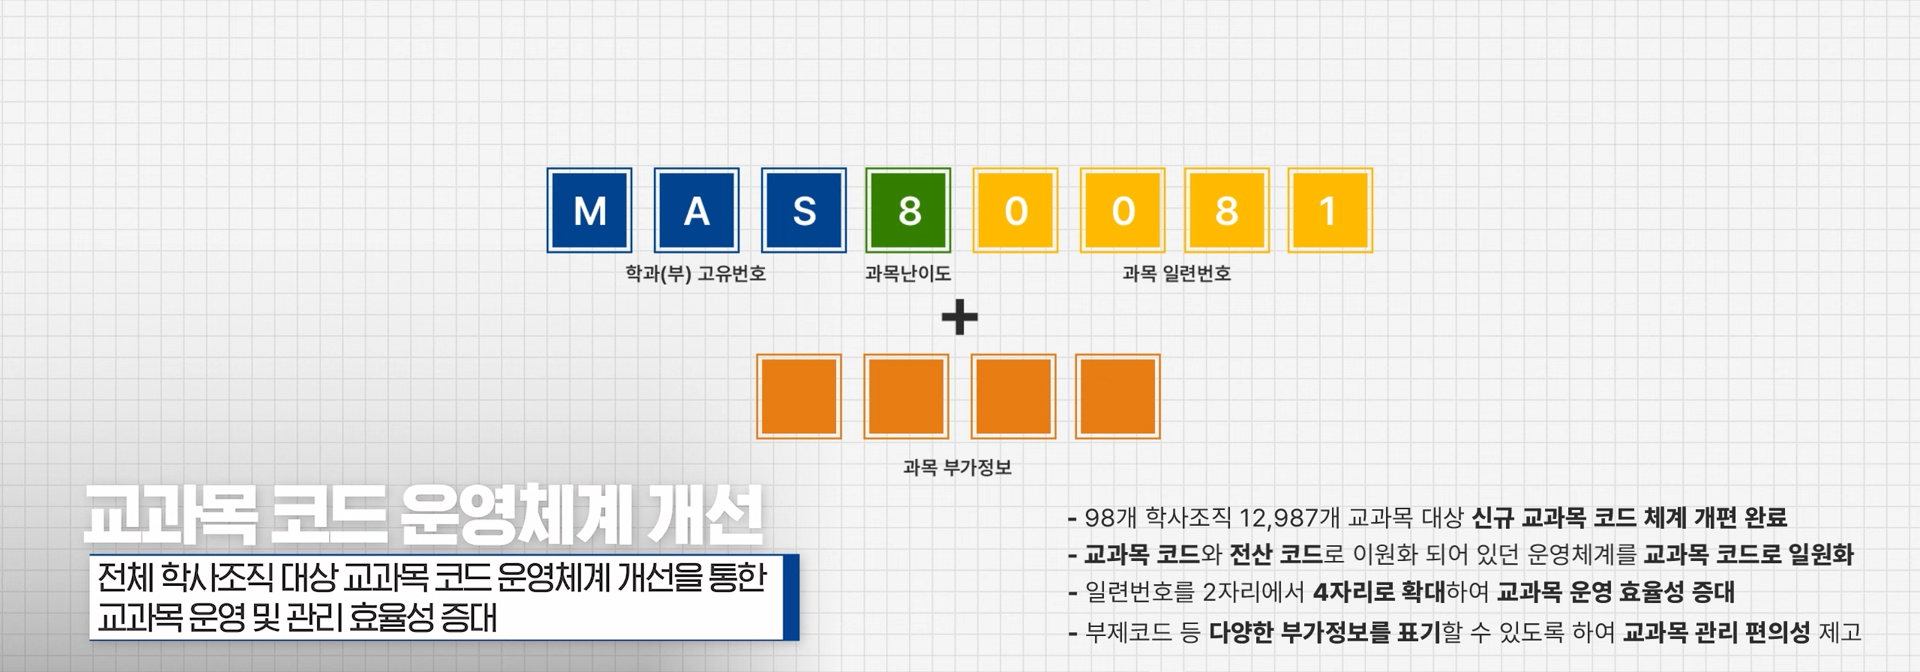 M A S 8 0 0 8 1
학과(부) 고유번호 과목난이도 과목 일련번호
+
과목 부가정보
교과목 코드 운영체계 개선
전체 학사조직 대상 교과목 코드 운영체계 개선을 통한
교과목 운영 및 관리 효율성 증대
- 98개 학사조직 12,987개 교과목 대상 신규 교과목 코드 체계 개편 완료
- 교과목 코드와 전산 코드로 이원화 되어 있던 운영체계를 교과목 코드로 일원화
- 일련번호를 2자리에서 4자리로 확대하여 교과목 운영 효율성 증대
- 부제코드 등 다양한 부가정보를 표기할 수 있도록 하여 교과목 관리 편의성 제고